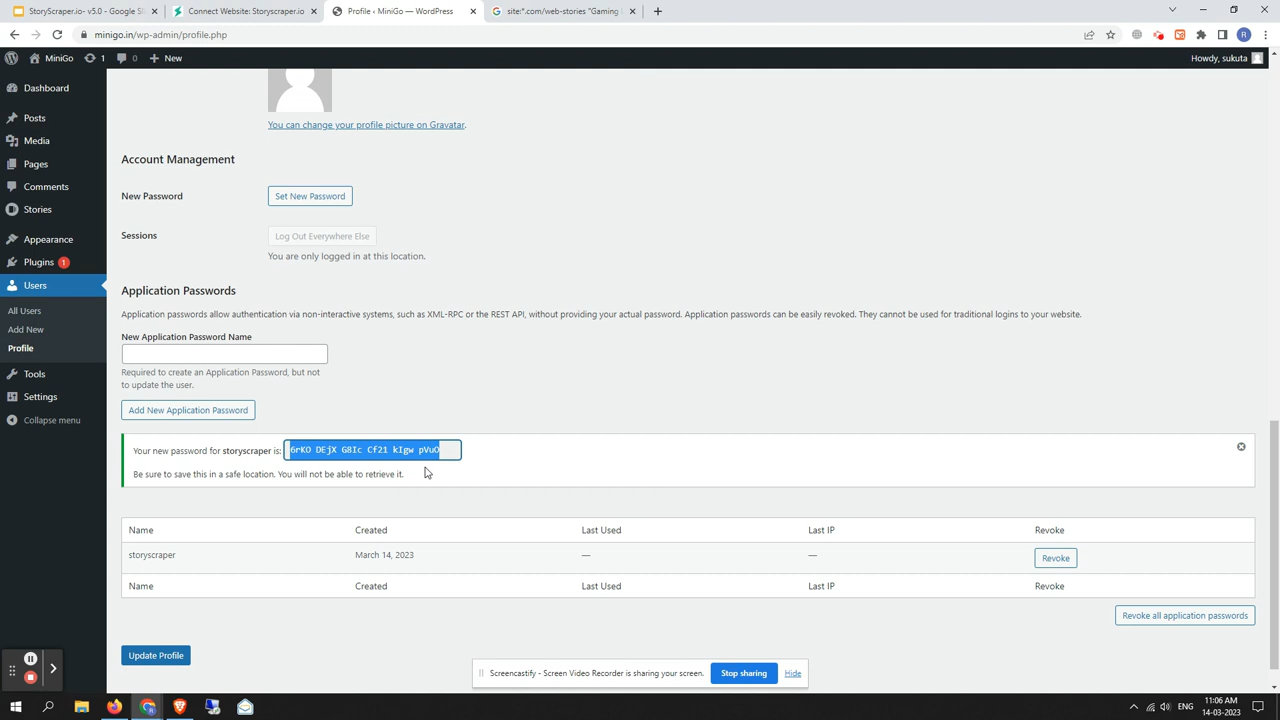 StoryScraper.io- v5.0 - Google Sl
Connect Website: Storyscraper.io
Profile ‹ MiniGo — WordPress
site:*.com/web-stories "Gaming
minigo.in/wp-admin/profile.php
R
MiniGo
1
0
New
Howdy, sukuta
Dashboard
Posts
Media
Pages
Comments
Stories
Appearance
Plugins 1
Users
All Users
Add New
Profile
Tools
Settings
Collapse menu
You can change your profile picture on Gravatar.
Account Management
New Password
Set New Password
Sessions
Log Out Everywhere Else
You are only logged in at this location.
Application Passwords
Application passwords allow authentication via non-interactive systems, such as XML-RPC or the REST API, without providing your actual password. Application passwords can be easily revoked. They cannot be used for traditional logins to your website.
New Application Password Name
Required to create an Application Password, but not
to update the user.
Add New Application Password
Your new password for storyscraper is: 6rKO DEjX G8Ic Cf21 kIgw pVuO
Be sure to save this in a safe location. You will not be able to retrieve it.
Name Created Last Used Last IP Revoke
storyscraper March 14, 2023 — — Revoke
Name Created Last Used Last IP Revoke
Revoke all application passwords
Update Profile
Screencastify - Screen Video Recorder is sharing your screen. Stop sharing Hide
ENG
11:06 AM
14-03-2023